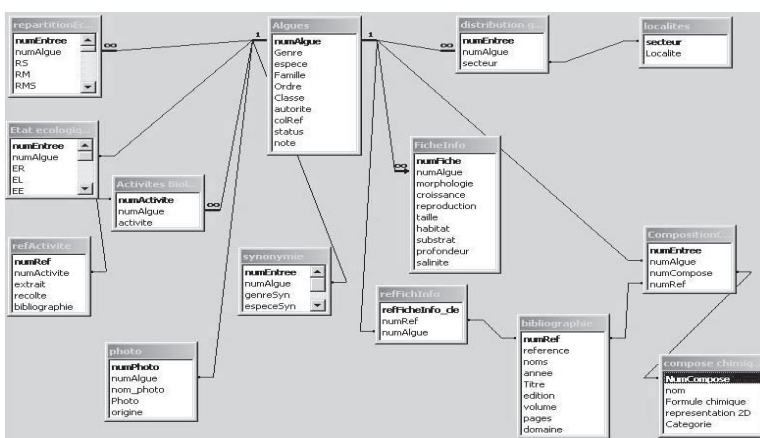 repartitionEc...
numEntree
numAlgue
RS
RM
RMS
Algues
numAlgue
Genre
espece
Famille
Ordre
Classe
autorite
colRef
status
note
distribution g...
numEntree
numAlgue
secteur
localites
secteur
Localite
1
1
∞
∞
Etat ecologiq...
numEntree
numAlgue
ER
EL
EE
Activites Biol...
numActivite
numAlgue
activite
∞
FicheInfo
numFiche
numAlgue
morphologie
croissance
reproduction
taille
habitat
substrat
profondeur
salinite
∞
refActivite
numRef
numActivite
extrait
recolte
bibliographie
synonymie
numEntree
numAlgue
genreSyn
especeSyn
CompositionC...
numEntree
numAlgue
numCompose
numRef
refFichInfo
refFicheInfo_de
numRef
numAlgue
bibliographie
numRef
reference
noms
annee
Titre
edition
volume
pages
domaine
photo
numPhoto
numAlgue
nom_photo
Photo
origine
compose chimiq...
NumCompose
nom
Formule chimique
representation 2D
Categorie